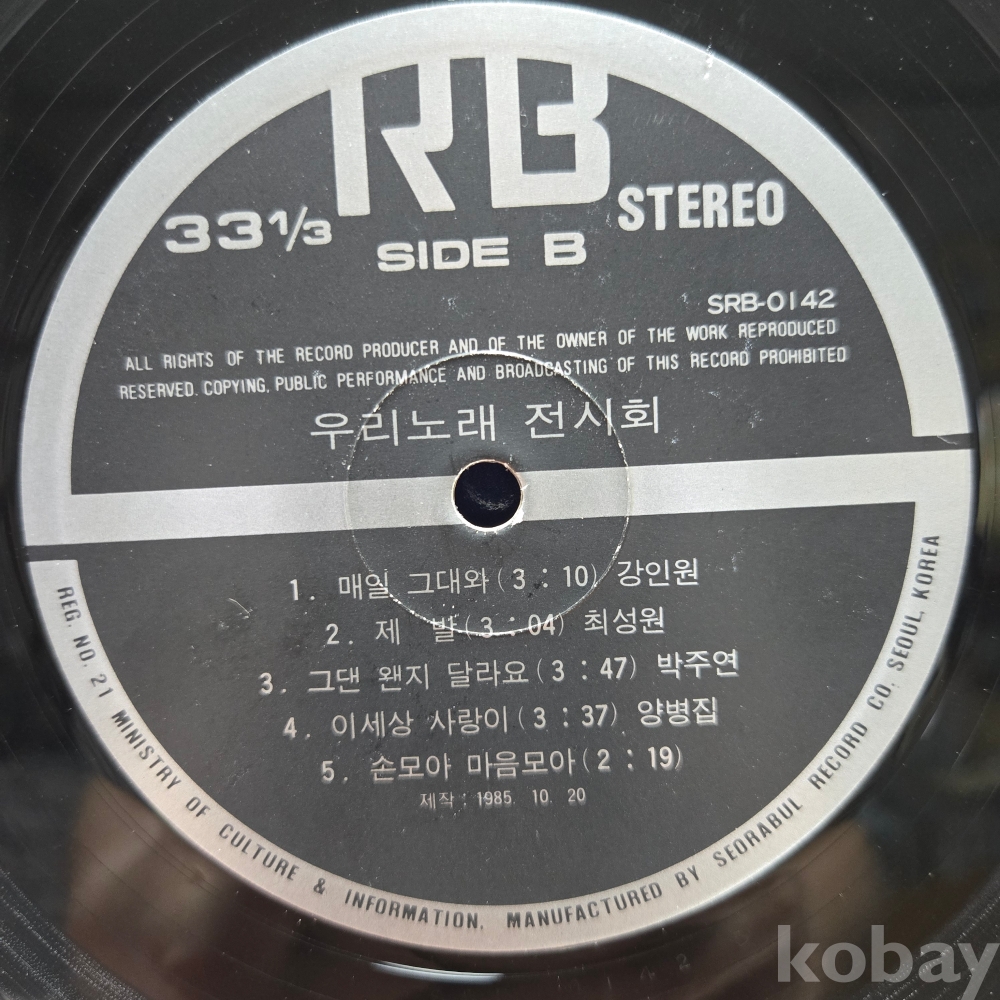 RB
33 1/3
STEREO
SIDE B
SRB-0142
ALL RIGHTS OF THE RECORD PRODUCER AND OF THE OWNER OF THE WORK REPRODUCED
RESERVED. COPYING, PUBLIC PERFORMANCE AND BROADCASTING OF THIS RECORD PROHIBITED
우리노래 전시회
1. 매일 그대와(3 : 10) 강인원
2. 제 발(3 : 04) 최성원
3. 그댄 왠지 달라요(3 : 47) 박주연
4. 이세상 사랑이(3 : 37) 양병집
5. 손모아 마음모아(2 : 19)
제작 : 1985. 10. 20
REG. NO. 21 MINISTRY OF CULTURE & INFORMATION. MANUFACTURED BY SEORABUL RECORD CO. SEOUL, KOREA
kobay